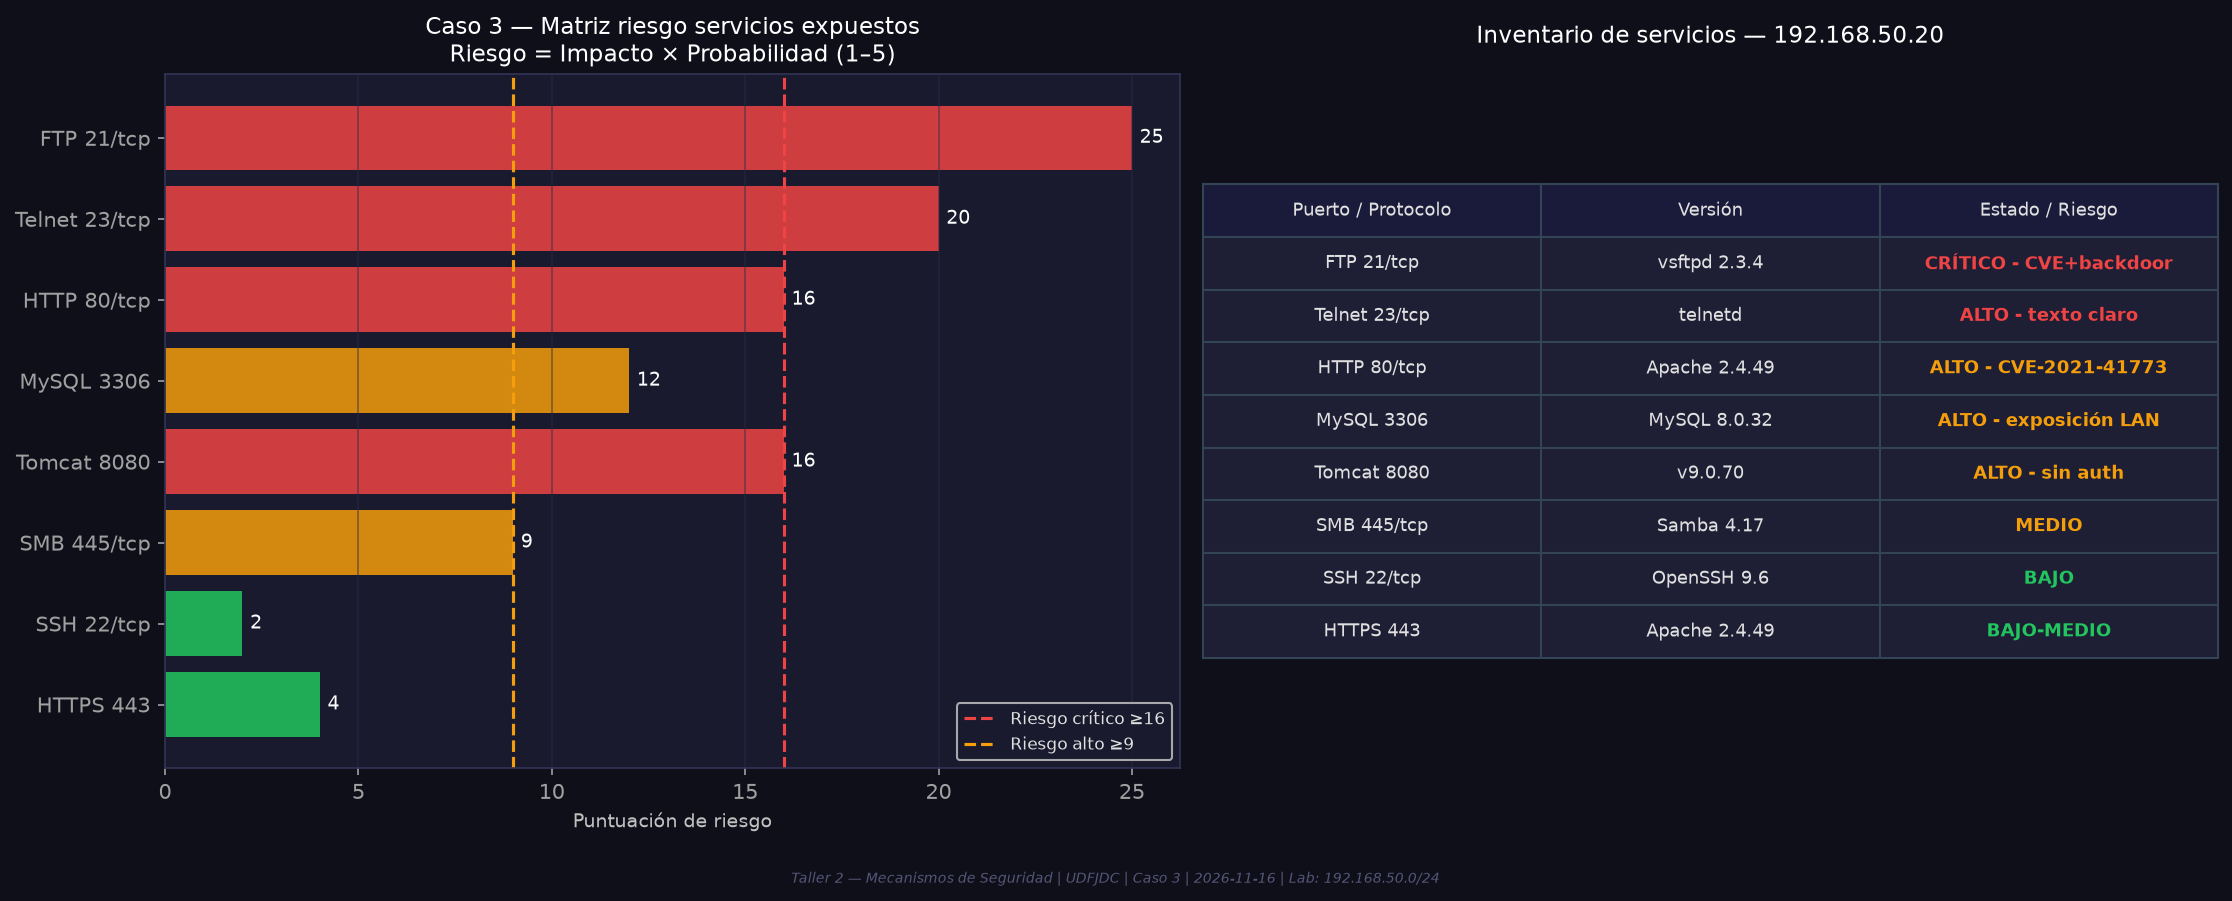 Caso 3 — Matriz riesgo servicios expuestos
Riesgo = Impacto × Probabilidad (1–5)
FTP 21/tcp
25
Telnet 23/tcp
20
HTTP 80/tcp
16
MySQL 3306
12
Tomcat 8080
16
SMB 445/tcp
9
SSH 22/tcp
2
HTTPS 443
4
Riesgo crítico ≥16
Riesgo alto ≥9
0 5 10 15 20 25
Puntuación de riesgo
Inventario de servicios — 192.168.50.20
Puerto / Protocolo Versión Estado / Riesgo
FTP 21/tcp vsftpd 2.3.4 CRÍTICO - CVE+backdoor
Telnet 23/tcp telnetd ALTO - texto claro
HTTP 80/tcp Apache 2.4.49 ALTO - CVE-2021-41773
MySQL 3306 MySQL 8.0.32 ALTO - exposición LAN
Tomcat 8080 v9.0.70 ALTO - sin auth
SMB 445/tcp Samba 4.17 MEDIO
SSH 22/tcp OpenSSH 9.6 BAJO
HTTPS 443 Apache 2.4.49 BAJO-MEDIO
Taller 2 — Mecanismos de Seguridad | UDFJDC | Caso 3 | 2026-11-16 | Lab: 192.168.50.0/24